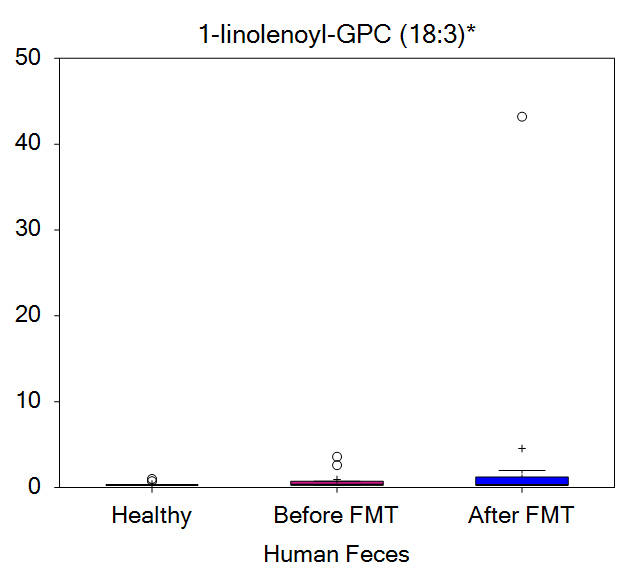 1-linolenoyl-GPC (18:3)*
50
40
30
20
10
0
Healthy Before FMT After FMT
Human Feces